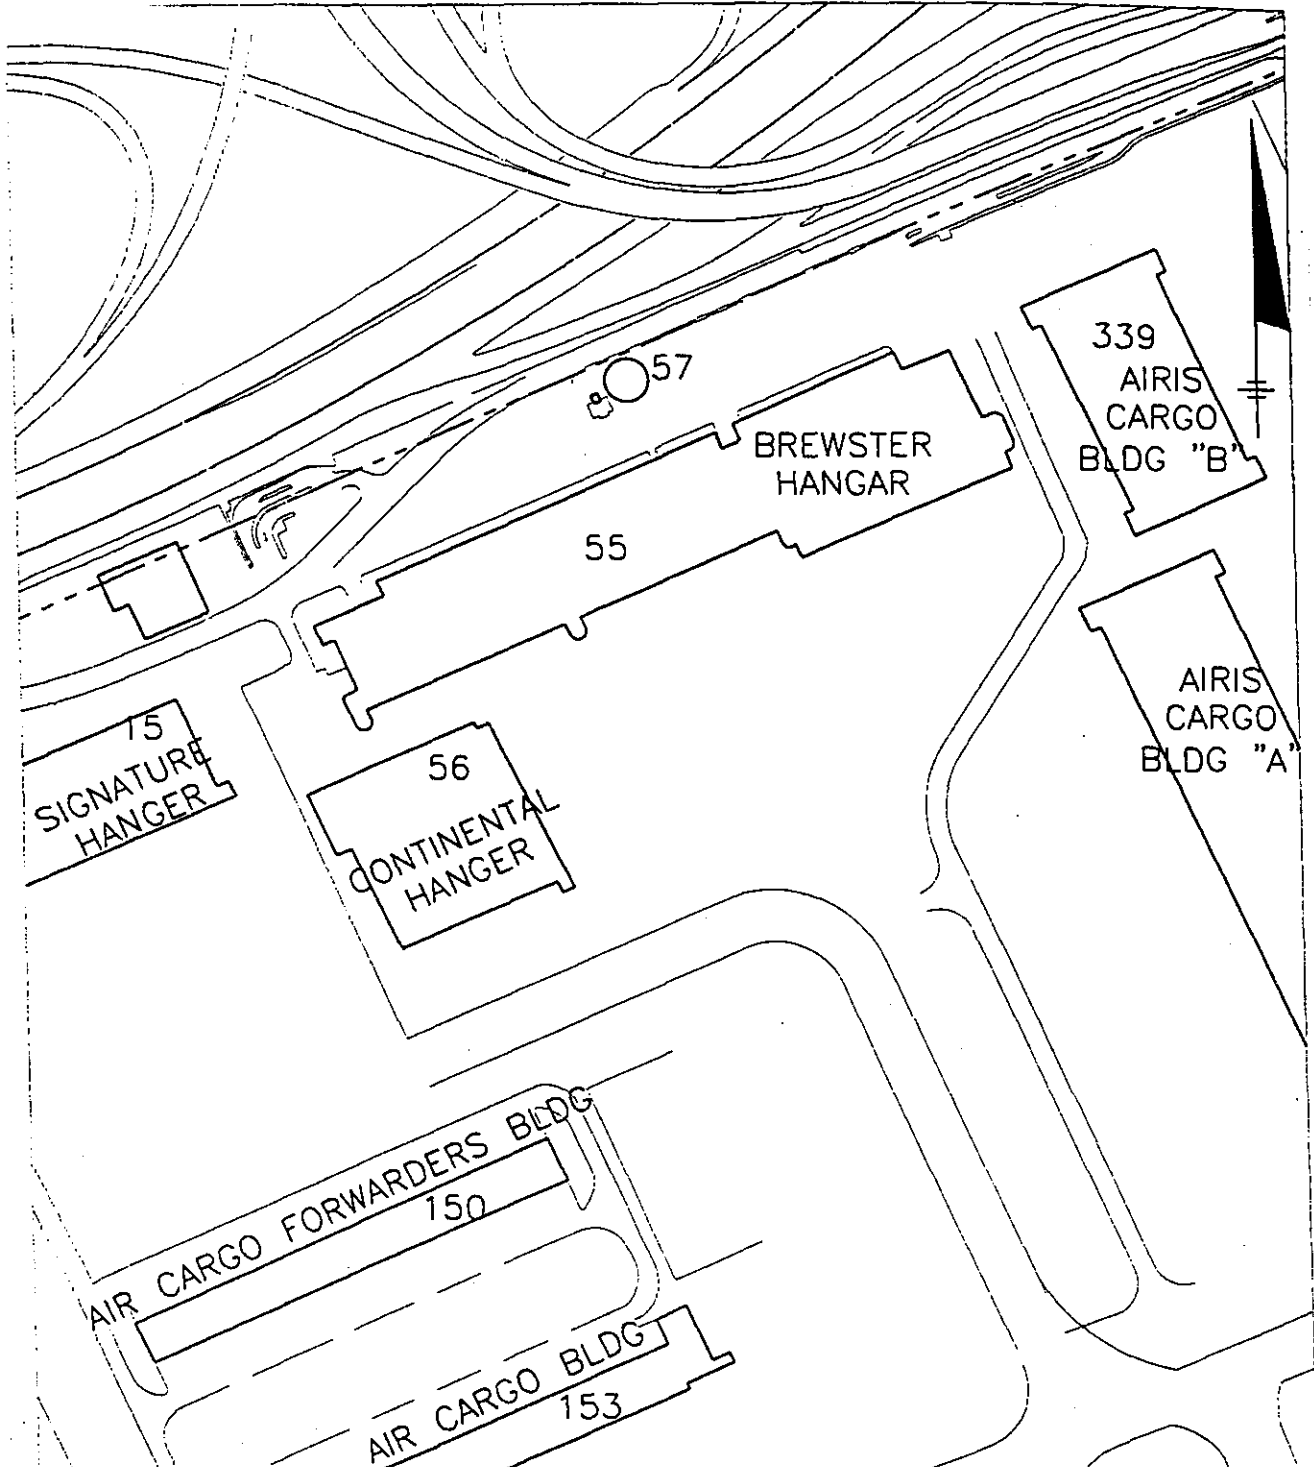 57
339
AIRIS
CARGO
BLDG "B"
BREWSTER
HANGAR
55
AIRIS
CARGO
BLDG "A"
15
SIGNATURE
HANGER
56
CONTINENTAL
HANGER
AIR CARGO FORWARDERS BLDG
150
AIR CARGO BLDG
153